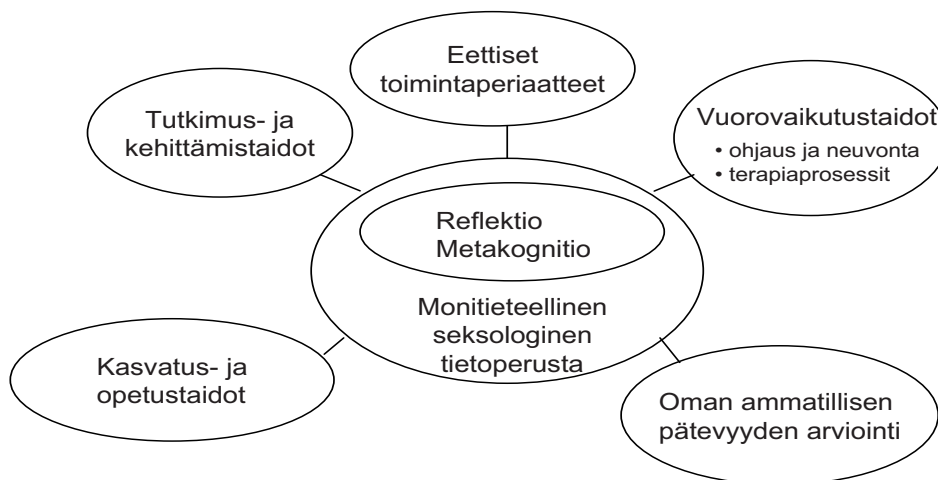 Eettiset
toimintaperiaatteet
Tutkimus- ja
kehittämistaidot
Vuorovaikutustaidot
• ohjaus ja neuvonta
• terapiaprosessit
Reflektio
Metakognitio
Monitieteellinen
seksologinen
tietoperusta
Kasvatus- ja
opetustaidot
Oman ammatillisen
pätevyyden arviointi